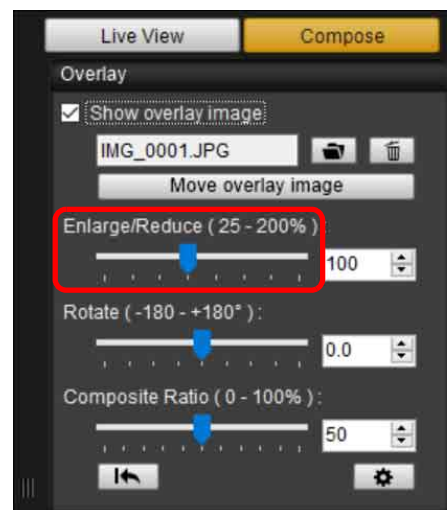 Live View Compose
Overlay
Show overlay image
IMG_0001.JPG
Move overlay image
Enlarge/Reduce ( 25 - 200% ) :
100
Rotate ( -180 - +180° ) :
0.0
Composite Ratio ( 0 - 100% ) :
50